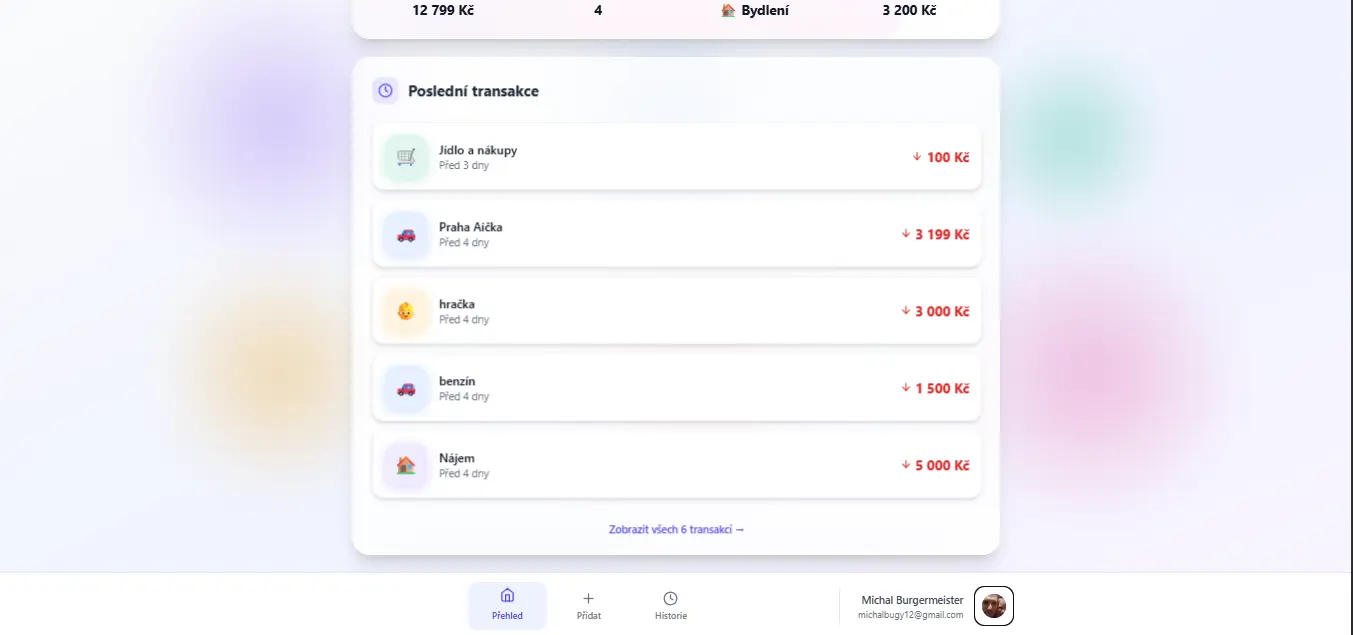 12 799 Kč
4
Bydlení
3 200 Kč
Poslední transakce
Jídlo a nákupy
Před 3 dny
↓ 100 Kč
Praha Aička
Před 4 dny
↓ 3 199 Kč
hračka
Před 4 dny
↓ 3 000 Kč
benzín
Před 4 dny
↓ 1 500 Kč
Nájem
Před 4 dny
↓ 5 000 Kč
Zobrazit všech 6 transakcí →
Přehled
Přidat
Historie
Michal Burgermeister
michalbugy12@gmail.com